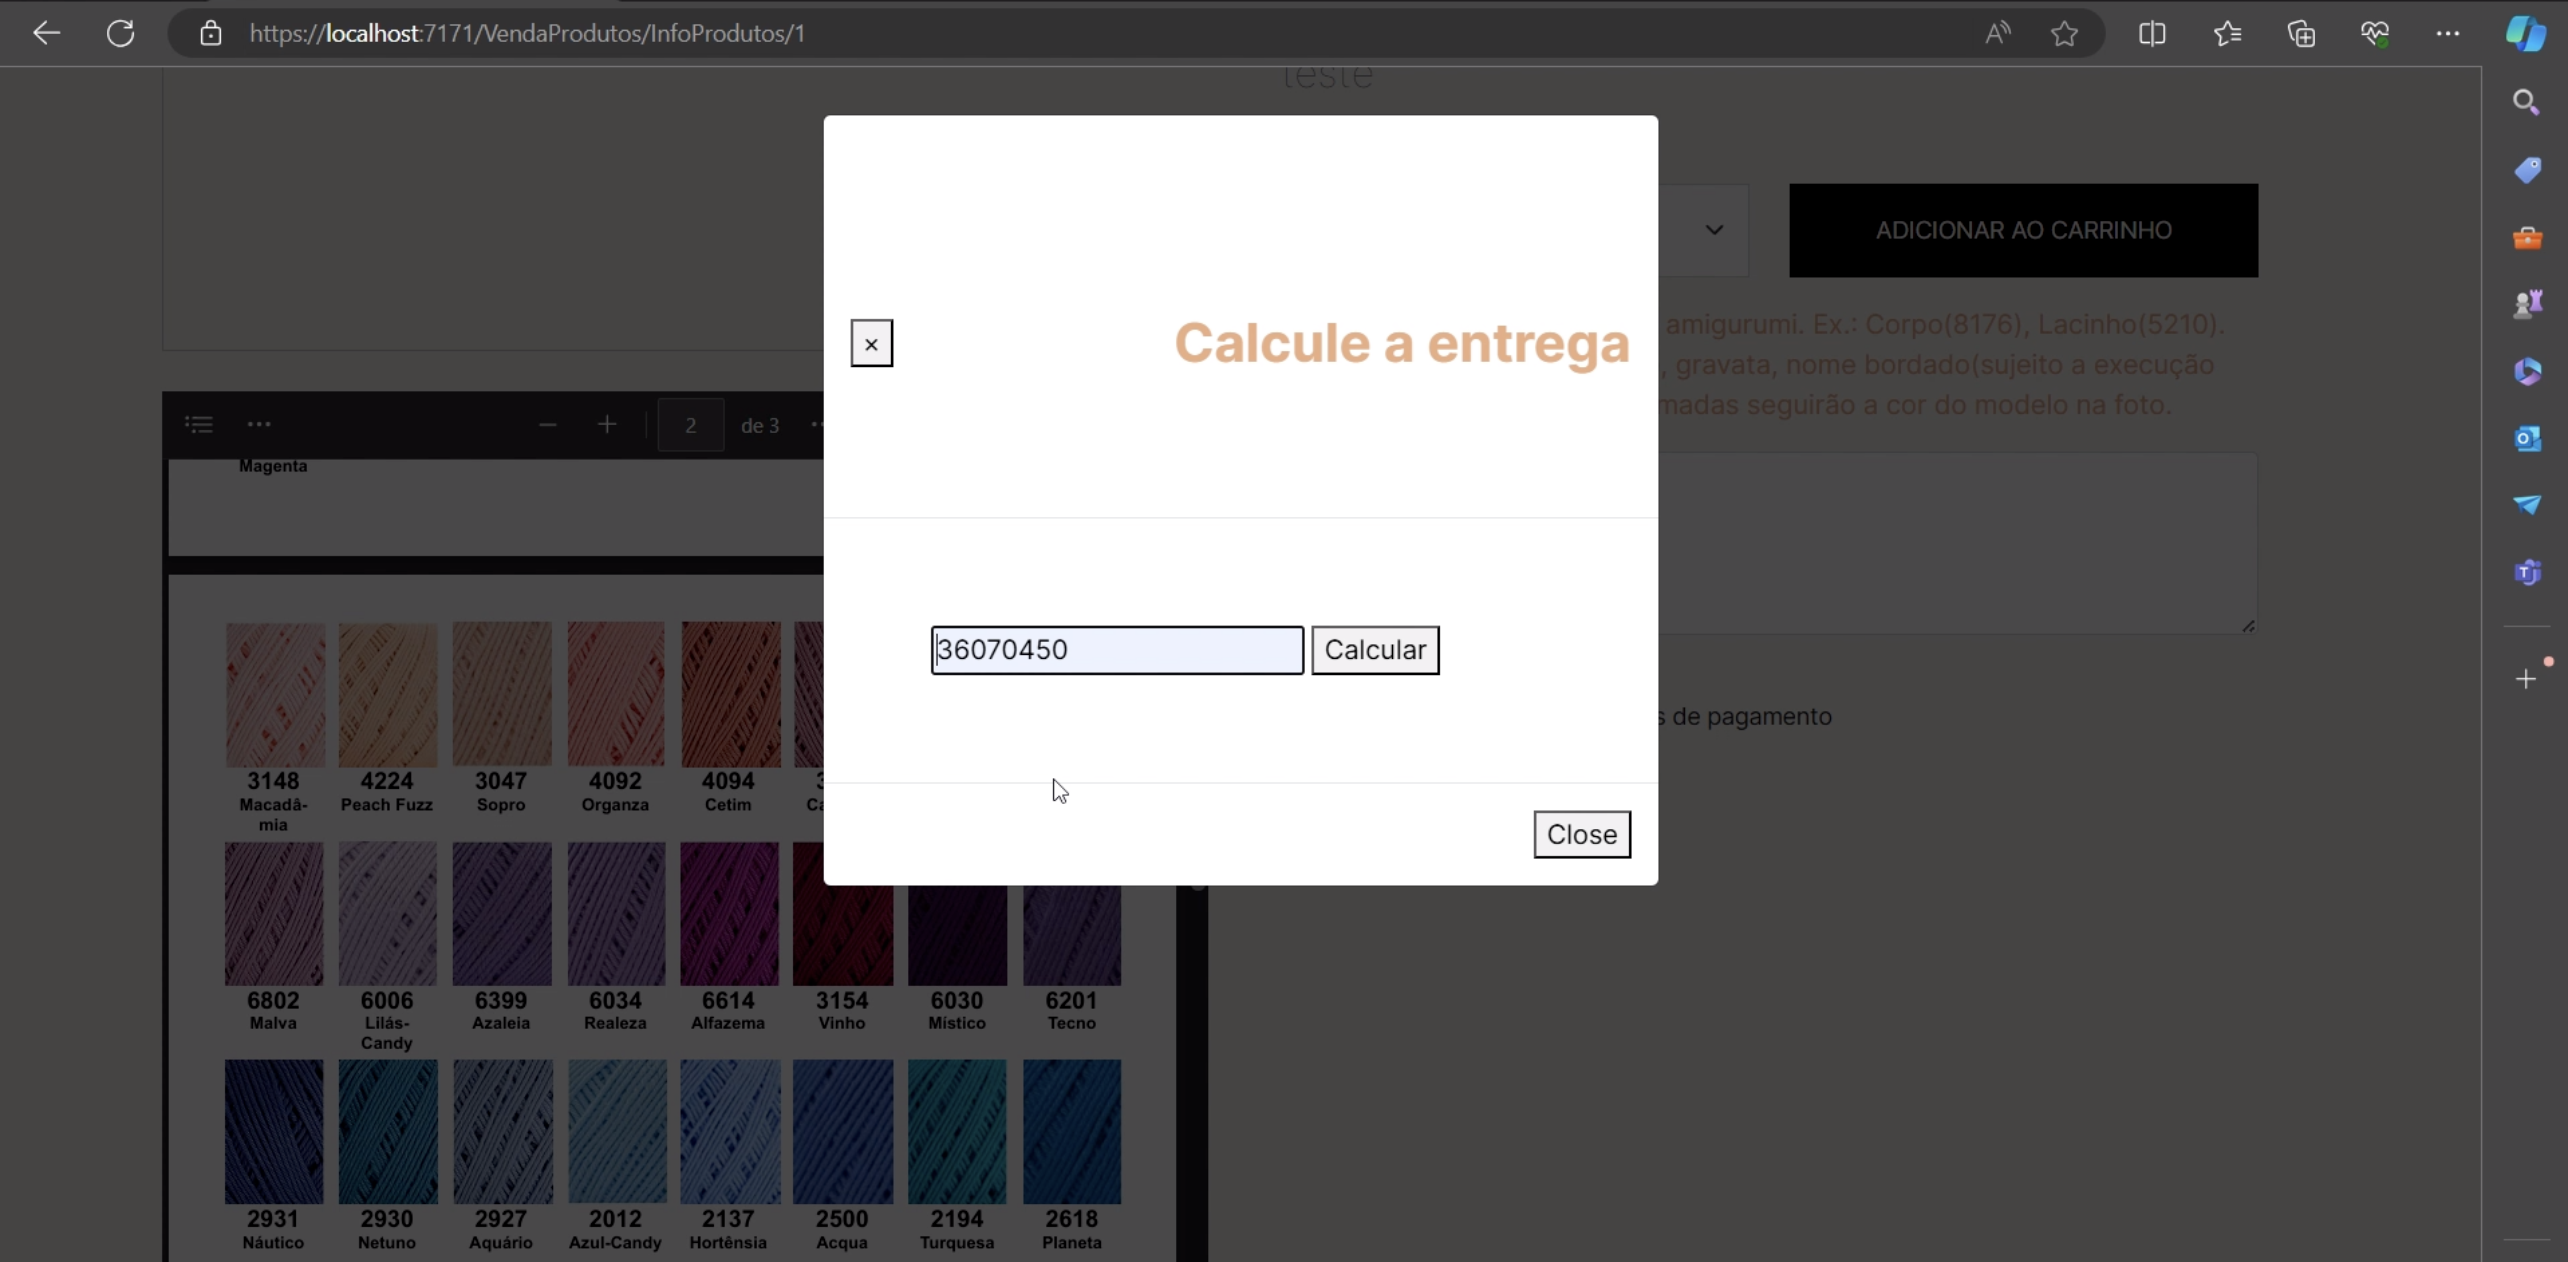 https://localhost:7171/VendaProdutos/InfoProdutos/1
teste
ADICIONAR AO CARRINHO
×
Calcule a entrega
amigurumi. Ex.: Corpo(8176), Lacinho(5210).
, gravata, nome bordado(sujeito a execução
madas seguirão a cor do modelo na foto.
2 de 3
Magenta
36070450 Calcular
s de pagamento
Close
3148 4224 3047 4092 4094
Macadâ- Peach Fuzz Sopro Organza Cetim
mia
6802 6006 6399 6034 6614 3154 6030 6201
Malva Lilás- Azaleia Realeza Alfazema Vinho Místico Tecno
Candy
2931 2930 2927 2012 2137 2500 2194 2618
Náutico Netuno Aquário Azul-Candy Hortênsia Acqua Turquesa Planeta